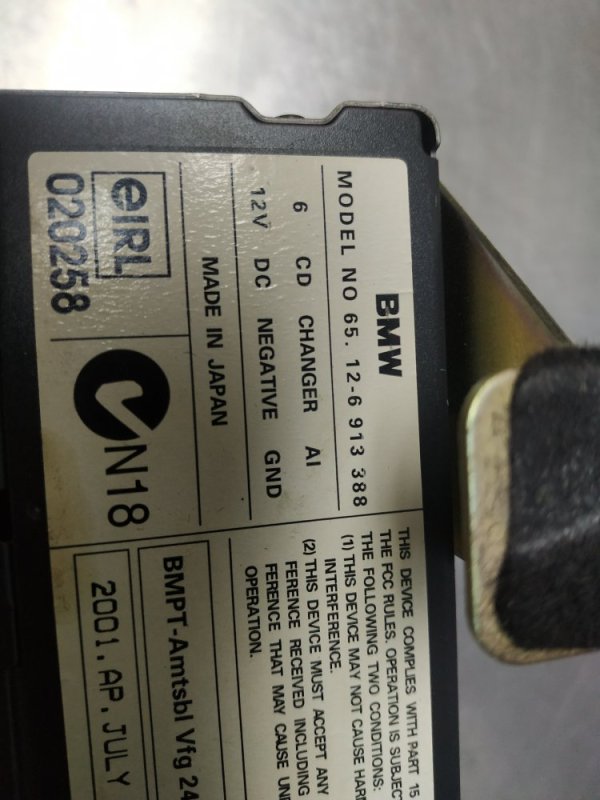 BMW
MODEL NO 65. 12-6 913 388
6 CD CHANGER AI
12V DC NEGATIVE GND
MADE IN JAPAN
eIRL
020258
N18
THIS DEVICE COMPLIES WITH PART 15
THE FCC RULES. OPERATION IS SUBJEC
THE FOLLOWING TWO CONDITIONS:
(1) THIS DEVICE MAY NOT CAUSE HAR
INTERFERENCE.
(2) THIS DEVICE MUST ACCEPT ANY
FERENCE RECEIVED INCLUDING
FERENCE THAT MAY CAUSE UN
OPERATION.
BMPT-Amtsbl Vfg 24
2001.AP.JULY